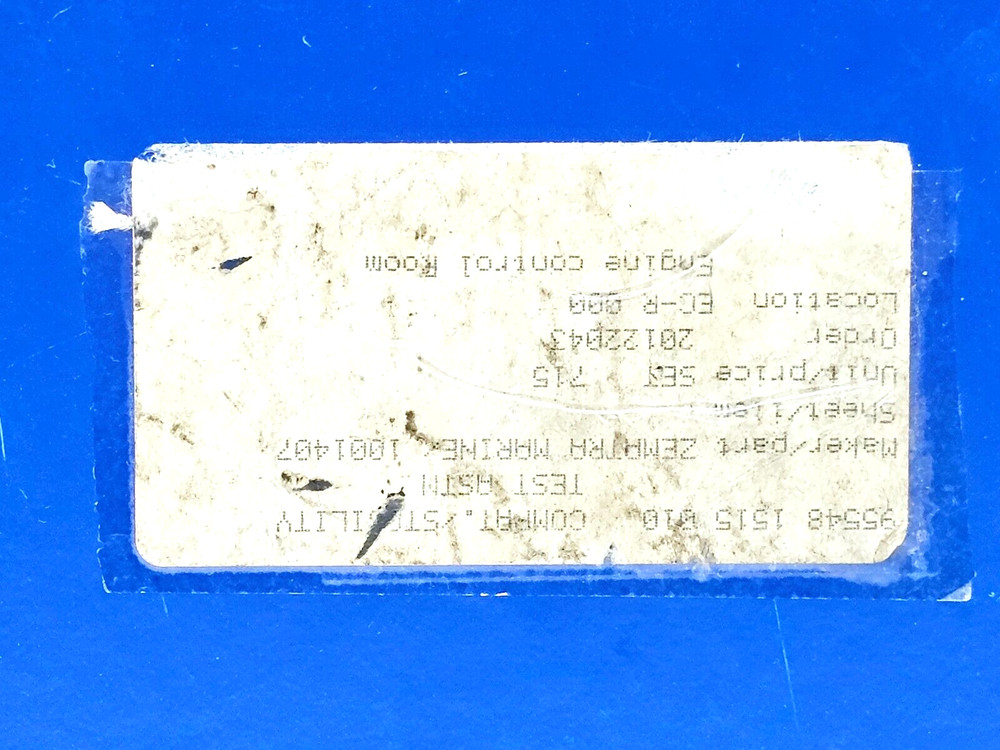 95548 1515 010 COMPAT./STABILITY
TEST ASTM
Maker/part ZEMATRA MARINE/ 1001407
Sheet/item:
Unit/price SET 715
Order 20122043
Location EC-R 000
Engine control Room